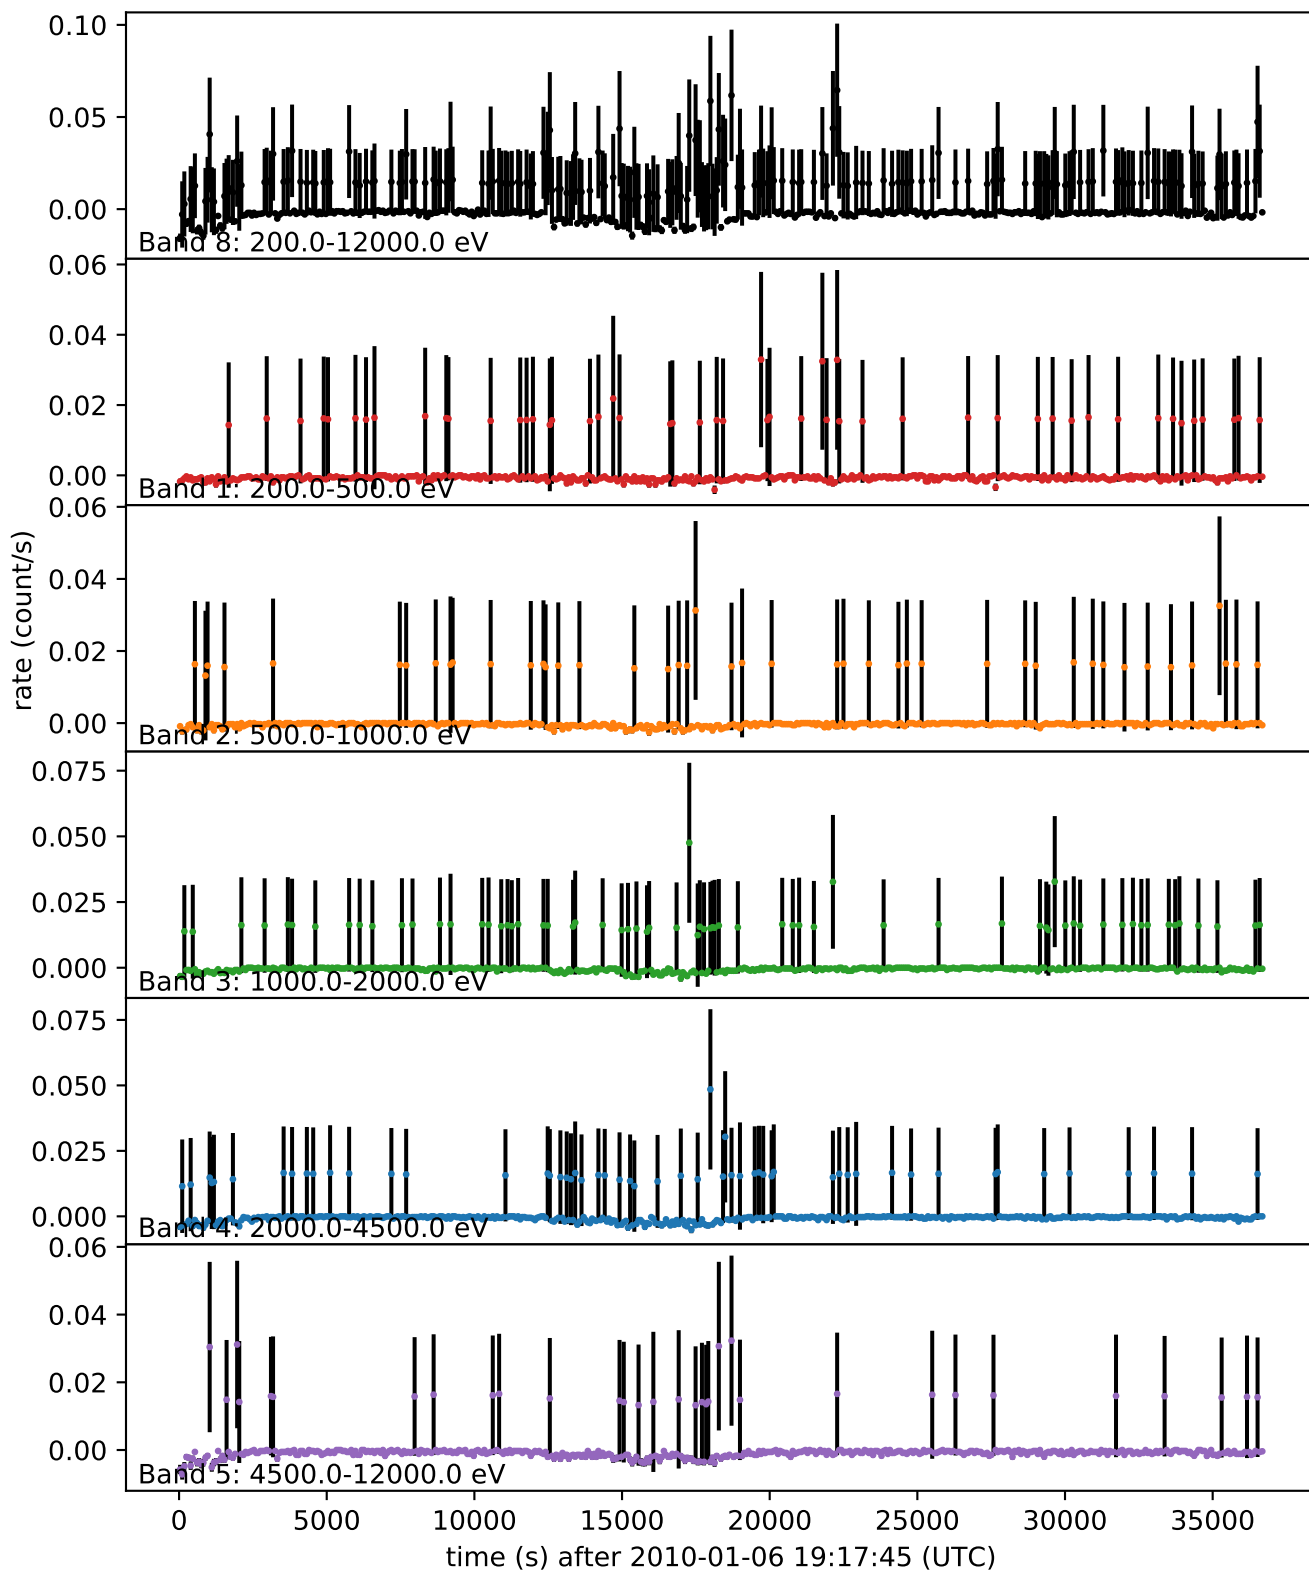 0.10
0.05
0.00
Band 8: 200.0-12000.0 eV
0.06
0.04
0.02
0.00
Band 1: 200.0-500.0 eV
0.06
0.04
0.02
0.00
Band 2: 500.0-1000.0 eV
rate (count/s)
0.075
0.050
0.025
0.000
Band 3: 1000.0-2000.0 eV
0.075
0.050
0.025
0.000
Band 4: 2000.0-4500.0 eV
0.06
0.04
0.02
0.00
Band 5: 4500.0-12000.0 eV
0 5000 10000 15000 20000 25000 30000 35000
time (s) after 2010-01-06 19:17:45 (UTC)